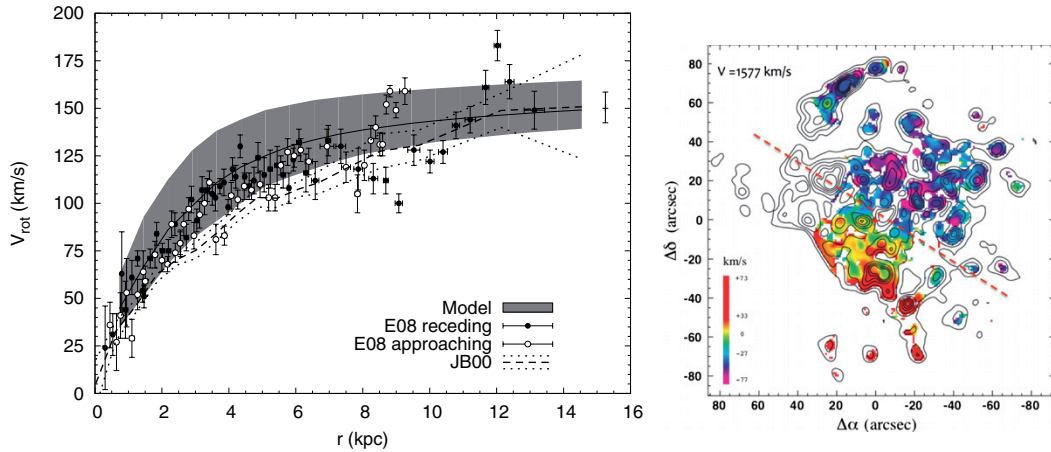 200
175
150
125
100
75
50
25
0
V_rot (km/s)
Model
E08 receding
E08 approaching
JB00
0 2 4 6 8 10 12 14 16
r (kpc)
V =1577 km/s
80
60
40
20
0
-20
-40
-60
-80
Δδ (arcsec)
km/s
+73
+33
0
-27
-77
80 60 40 20 0 -20 -40 -60 -80
Δα (arcsec)